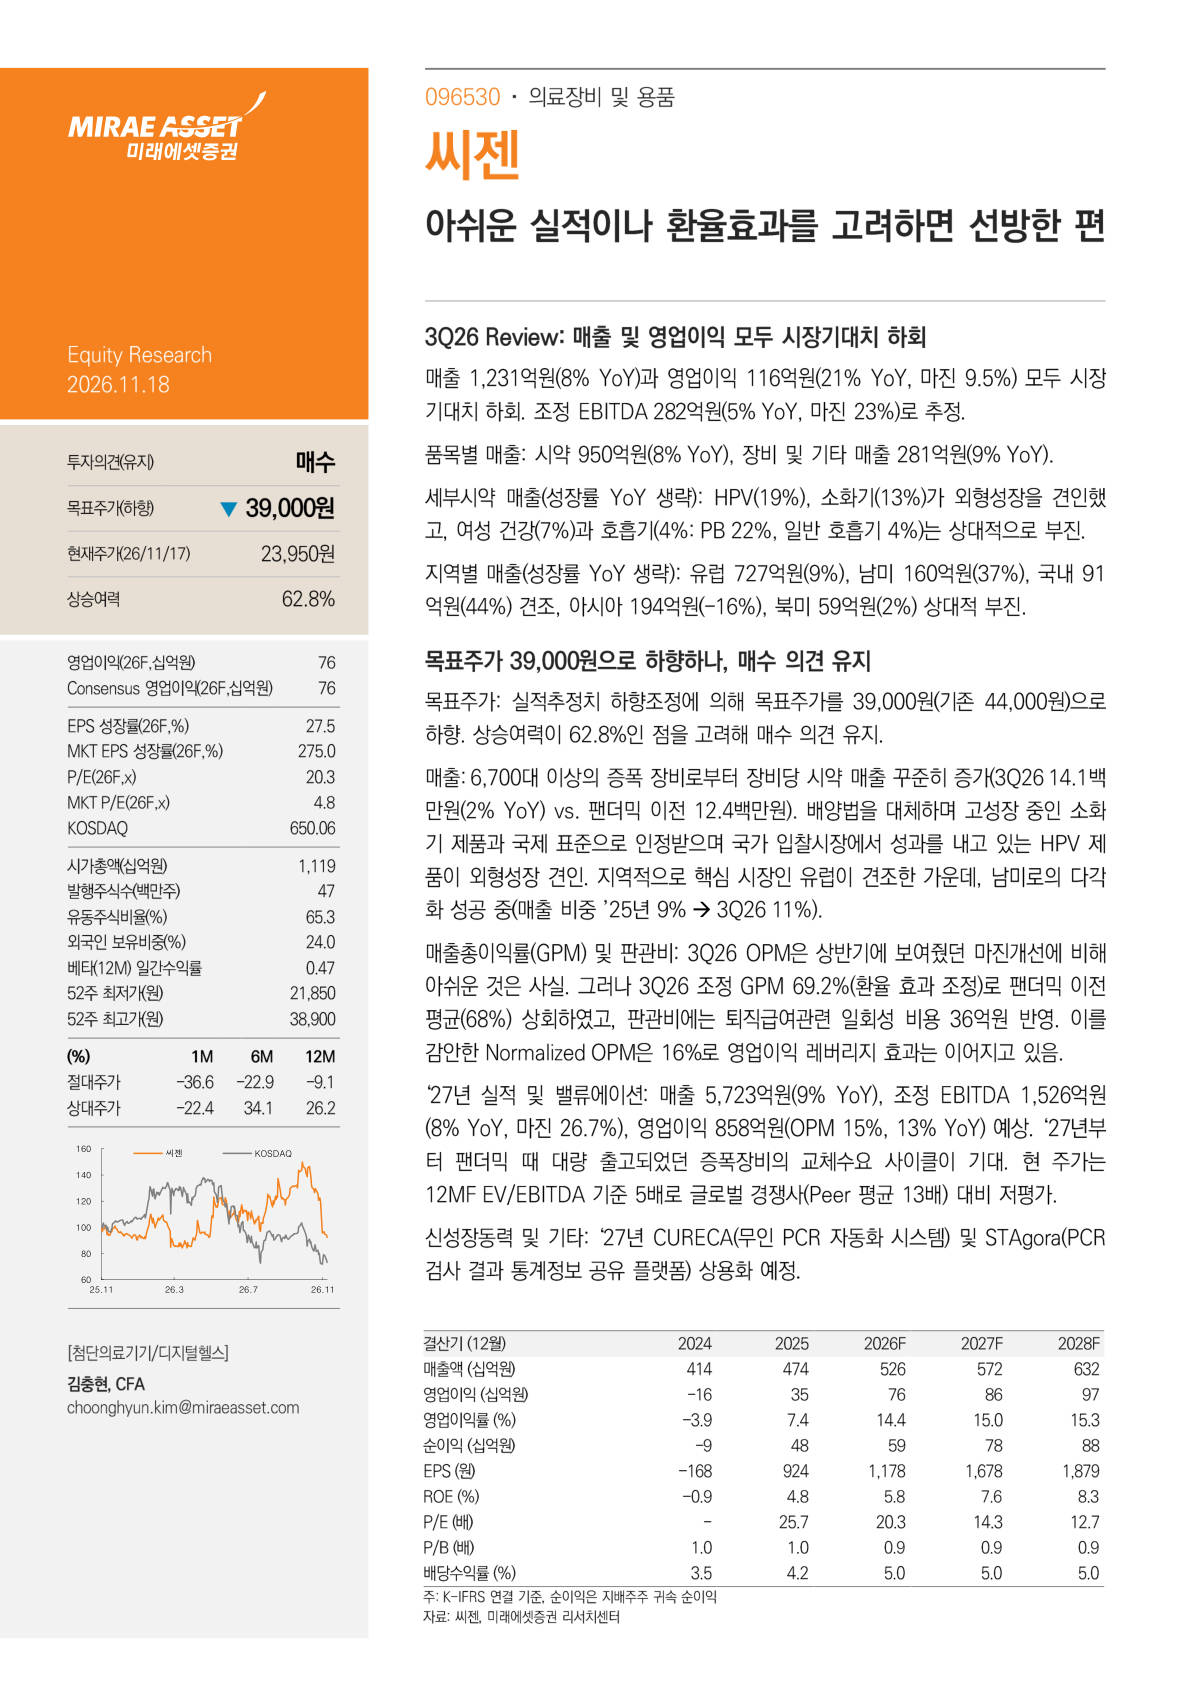 MIRAE ASSET
미래에셋증권
Equity Research
2026.11.18
투자의견(유지) 매수
목표주가(하향) ▼ 39,000원
현재주가(26/11/17) 23,950원
상승여력 62.8%
영업이익(26F,십억원) 76
Consensus 영업이익(26F,십억원) 76
EPS 성장률(26F,%) 27.5
MKT EPS 성장률(26F,%) 275.0
P/E(26F,x) 20.3
MKT P/E(26F,x) 4.8
KOSDAQ 650.06
시가총액(십억원) 1,119
발행주식수(백만주) 47
유동주식비율(%) 65.3
외국인 보유비중(%) 24.0
베타(12M) 일간수익률 0.47
52주 최저가(원) 21,850
52주 최고가(원) 38,900
(%) 1M 6M 12M
절대주가 -36.6 -22.9 -9.1
상대주가 -22.4 34.1 26.2
160
140
120
100
80
60
씨젠 KOSDAQ
25.11 26.3 26.7 26.11
[첨단의료기기/디지털헬스]
김충현, CFA
choonghyun.kim@miraeasset.com
096530 · 의료장비 및 용품
씨젠
아쉬운 실적이나 환율효과를 고려하면 선방한 편
3Q26 Review: 매출 및 영업이익 모두 시장기대치 하회
매출 1,231억원(8% YoY)과 영업이익 116억원(21% YoY, 마진 9.5%) 모두 시장
기대치 하회. 조정 EBITDA 282억원(5% YoY, 마진 23%)로 추정.
품목별 매출: 시약 950억원(8% YoY), 장비 및 기타 매출 281억원(9% YoY).
세부시약 매출(성장률 YoY 생략): HPV(19%), 소화기(13%)가 외형성장을 견인했
고, 여성 건강(7%)과 호흡기(4%: PB 22%, 일반 호흡기 4%)는 상대적으로 부진.
지역별 매출(성장률 YoY 생략): 유럽 727억원(9%), 남미 160억원(37%), 국내 91
억원(44%) 견조, 아시아 194억원(-16%), 북미 59억원(2%) 상대적 부진.
목표주가 39,000원으로 하향하나, 매수 의견 유지
목표주가: 실적추정치 하향조정에 의해 목표주가를 39,000원(기존 44,000원)으로
하향. 상승여력이 62.8%인 점을 고려해 매수 의견 유지.
매출: 6,700대 이상의 증폭 장비로부터 장비당 시약 매출 꾸준히 증가(3Q26 14.1백
만원(2% YoY) vs. 팬더믹 이전 12.4백만원). 배양법을 대체하며 고성장 중인 소화
기 제품과 국제 표준으로 인정받으며 국가 입찰시장에서 성과를 내고 있는 HPV 제
품이 외형성장 견인. 지역적으로 핵심 시장인 유럽이 견조한 가운데, 남미로의 다각
화 성공 중(매출 비중 ’25년 9% → 3Q26 11%).
매출총이익률(GPM) 및 판관비: 3Q26 OPM은 상반기에 보여줬던 마진개선에 비해
아쉬운 것은 사실. 그러나 3Q26 조정 GPM 69.2%(환율 효과 조정)로 팬더믹 이전
평균(68%) 상회하였고, 판관비에는 퇴직급여관련 일회성 비용 36억원 반영. 이를
감안한 Normalized OPM은 16%로 영업이익 레버리지 효과는 이어지고 있음.
‘27년 실적 및 밸류에이션: 매출 5,723억원(9% YoY), 조정 EBITDA 1,526억원
(8% YoY, 마진 26.7%), 영업이익 858억원(OPM 15%, 13% YoY) 예상. ‘27년부
터 팬더믹 때 대량 출고되었던 증폭장비의 교체수요 사이클이 기대. 현 주가는
12MF EV/EBITDA 기준 5배로 글로벌 경쟁사(Peer 평균 13배) 대비 저평가.
신성장동력 및 기타: ‘27년 CURECA(무인 PCR 자동화 시스템) 및 STAgora(PCR
검사 결과 통계정보 공유 플랫폼) 상용화 예정.
결산기 (12월) 2024 2025 2026F 2027F 2028F
매출액 (십억원) 414 474 526 572 632
영업이익 (십억원) -16 35 76 86 97
영업이익률 (%) -3.9 7.4 14.4 15.0 15.3
순이익 (십억원) -9 48 59 78 88
EPS (원) -168 924 1,178 1,678 1,879
ROE (%) -0.9 4.8 5.8 7.6 8.3
P/E (배) - 25.7 20.3 14.3 12.7
P/B (배) 1.0 1.0 0.9 0.9 0.9
배당수익률 (%) 3.5 4.2 5.0 5.0 5.0
주: K-IFRS 연결 기준, 순이익은 지배주주 귀속 순이익
자료: 씨젠, 미래에셋증권 리서치센터